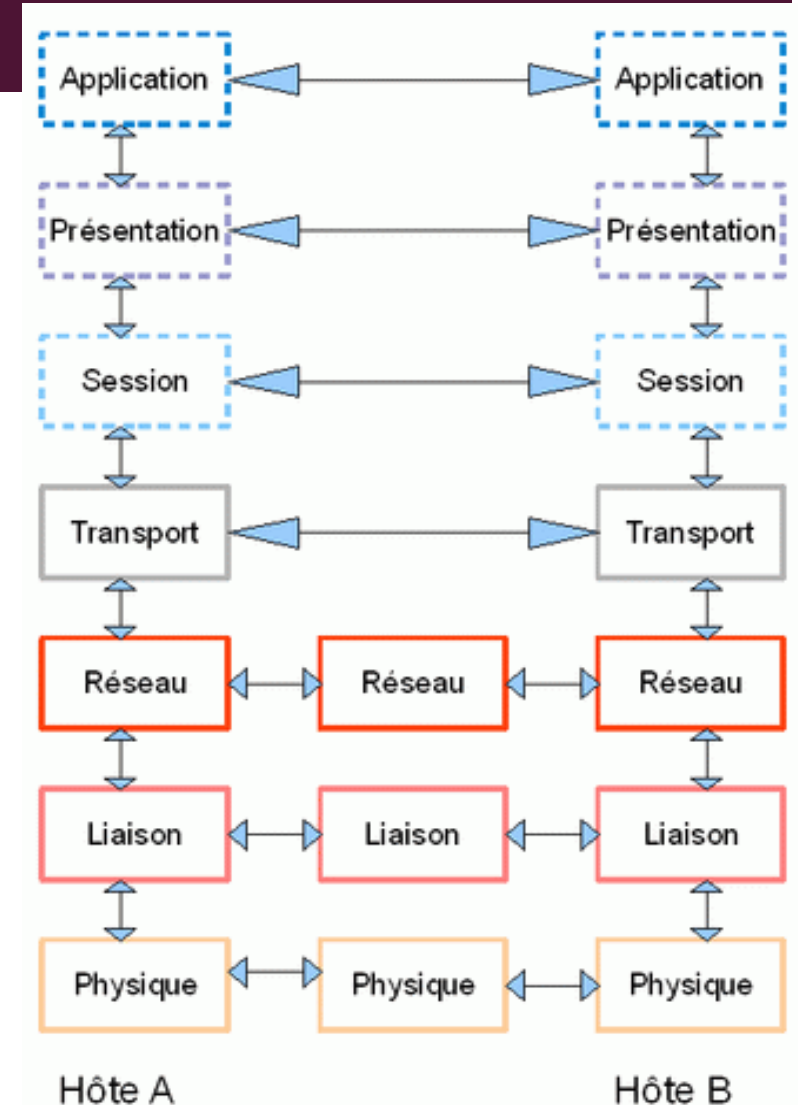 Application Application
Présentation Présentation
Session Session
Transport Transport
Réseau Réseau Réseau
Liaison Liaison Liaison
Physique Physique Physique
Hôte A Hôte B